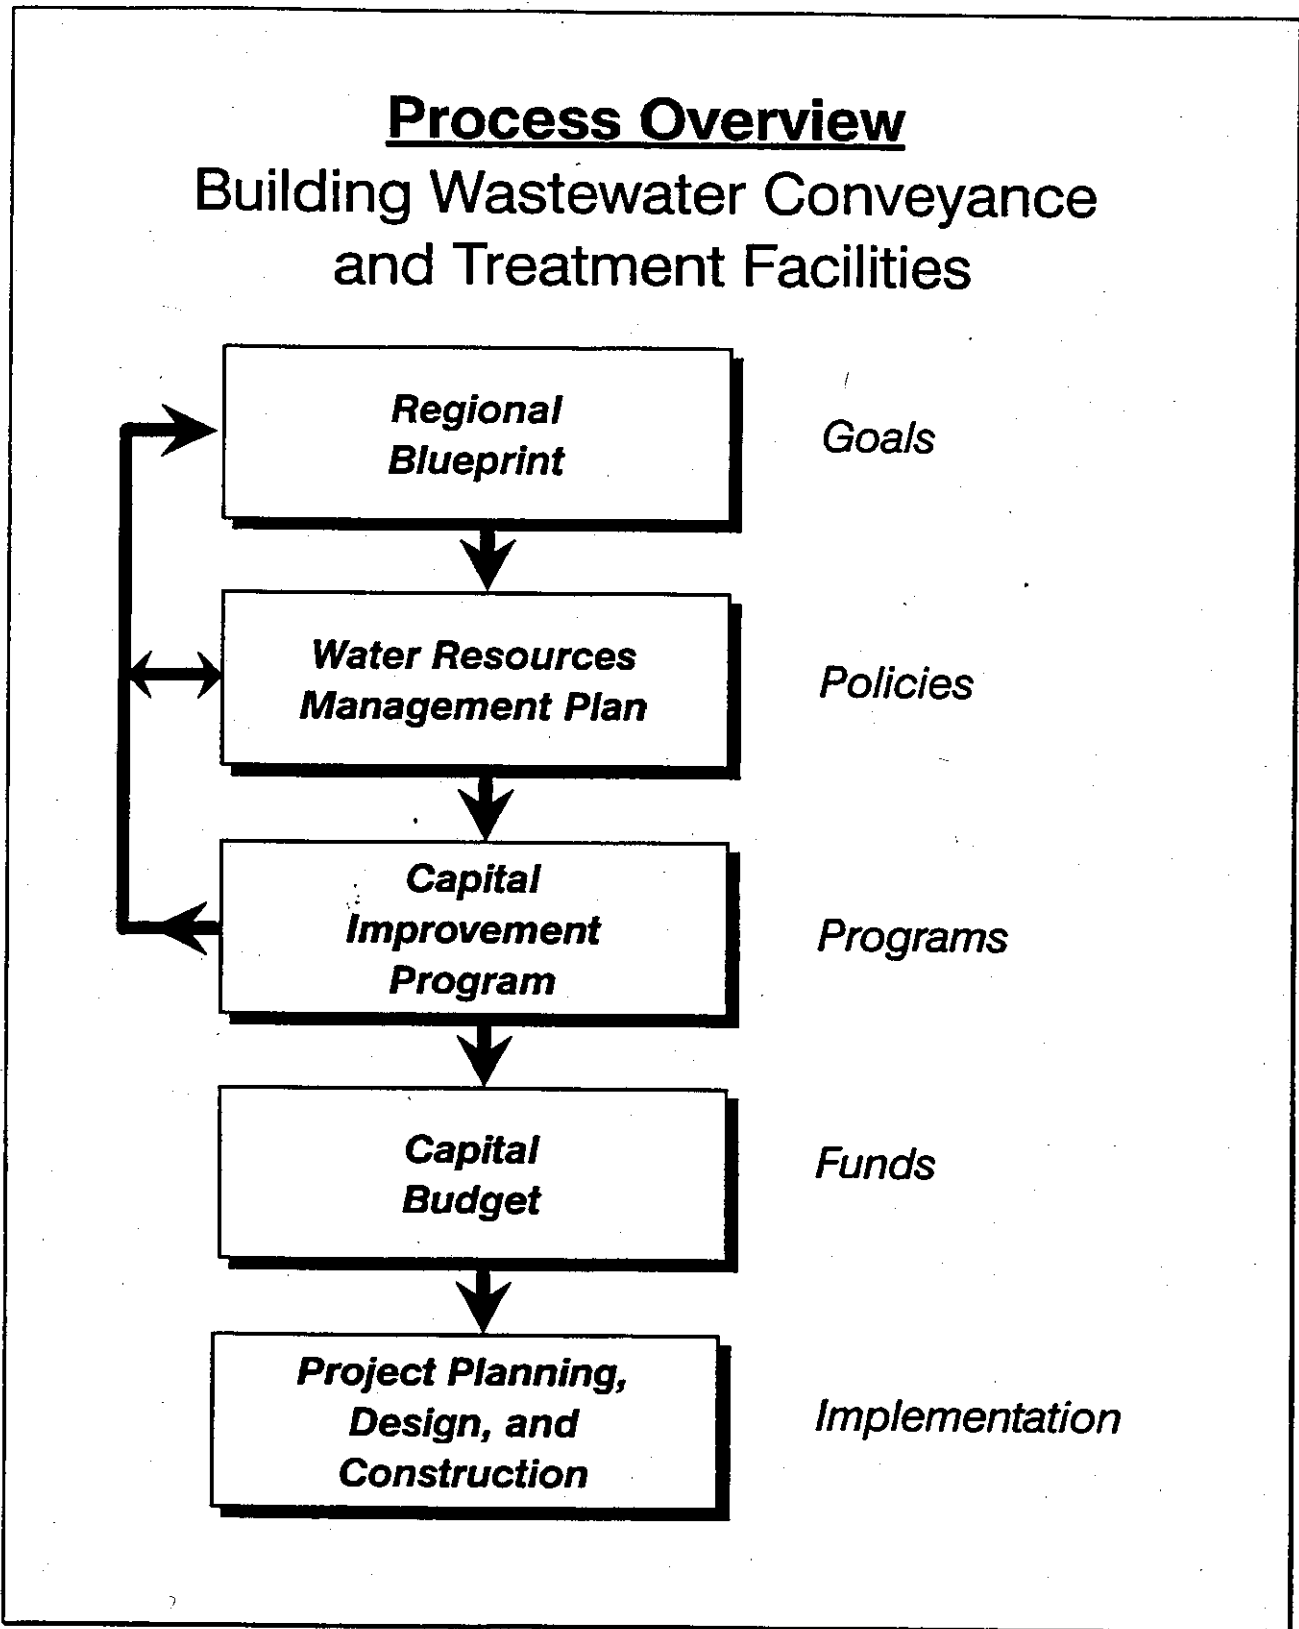 Process Overview
Building Wastewater Conveyance
and Treatment Facilities
Regional
Blueprint
Goals
Water Resources
Management Plan
Policies
Capital
Improvement
Program
Programs
Capital
Budget
Funds
Project Planning,
Design, and
Construction
Implementation